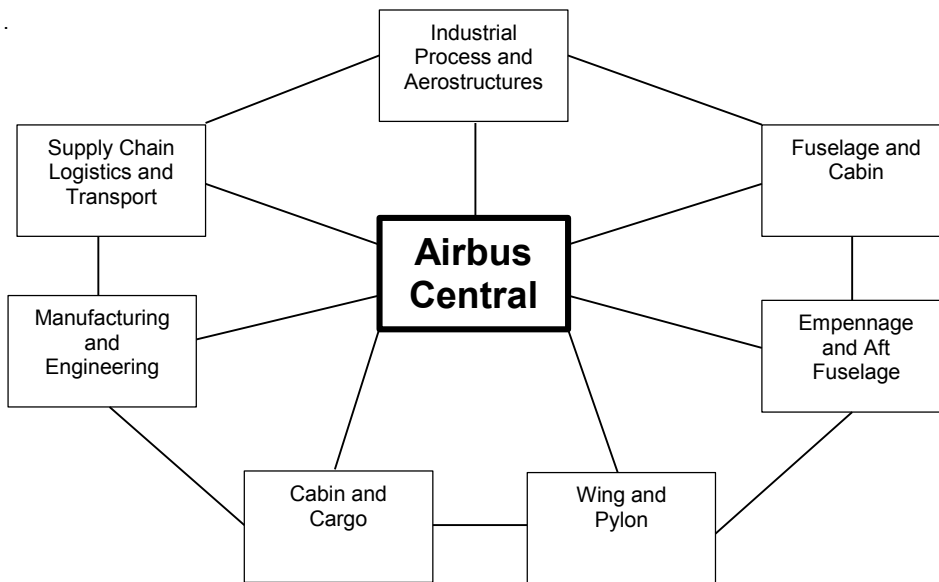 .
Industrial
Process and
Aerostructures
Supply Chain
Logistics and
Transport
Fuselage and
Cabin
Airbus
Central
Manufacturing
and
Engineering
Empennage
and Aft
Fuselage
Cabin and
Cargo
Wing and
Pylon